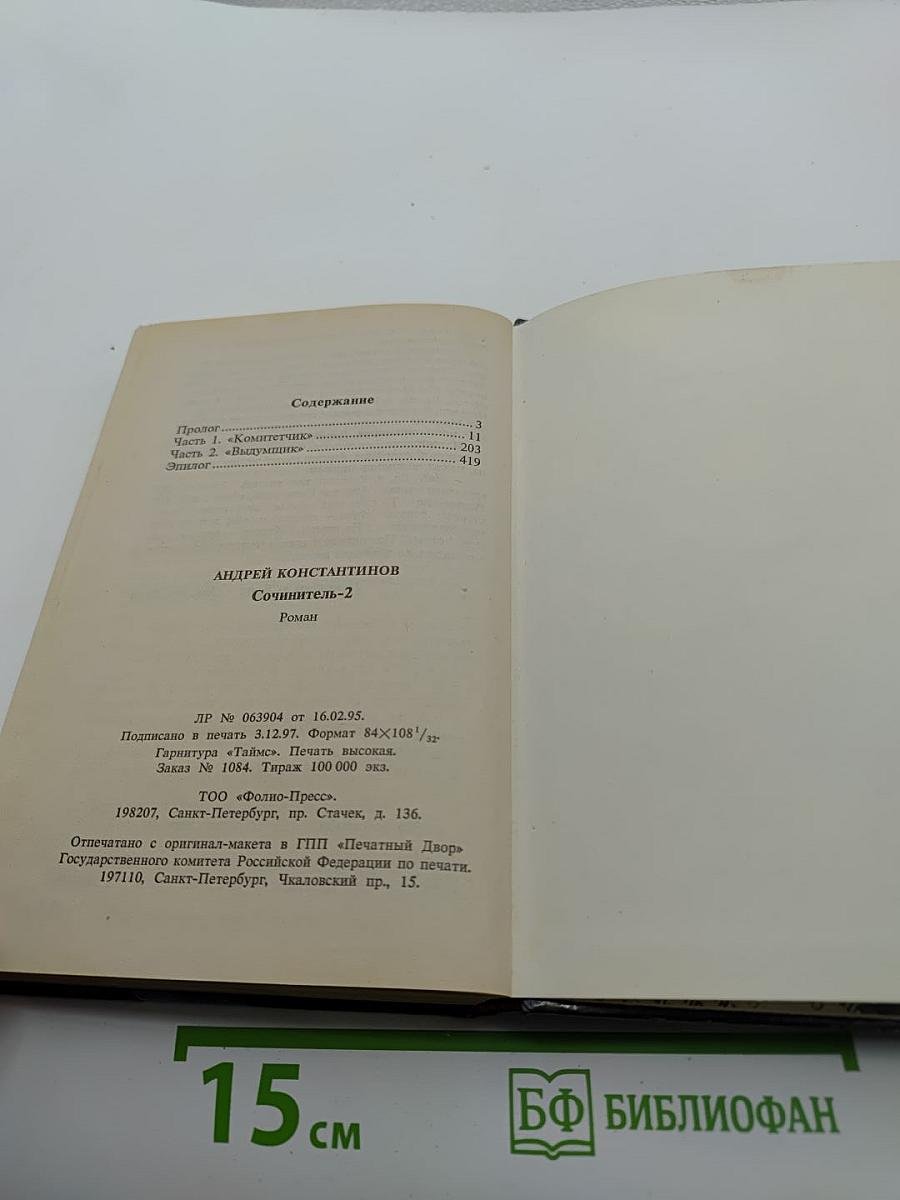 Содержание
Пролог 3
Часть 1. «Комитетчик» 11
Часть 2. «Выдумщик» 203
Эпилог 419
АНДРЕЙ КОНСТАНТИНОВ
Сочинитель-2
Роман
ЛР № 063904 от 16.02.95.
Подписано в печать 3.12.97. Формат 84×108 1/32.
Гарнитура «Таймс». Печать высокая.
Заказ № 1084. Тираж 100 000 экз.
ТОО «Фолио-Пресс».
198207, Санкт-Петербург, пр. Стачек, д. 136.
Отпечатано с оригинал-макета в ГПП «Печатный Двор»
Государственного комитета Российской Федерации по печати.
197110, Санкт-Петербург, Чкаловский пр., 15.
15 см
БФ БИБЛИОФАН